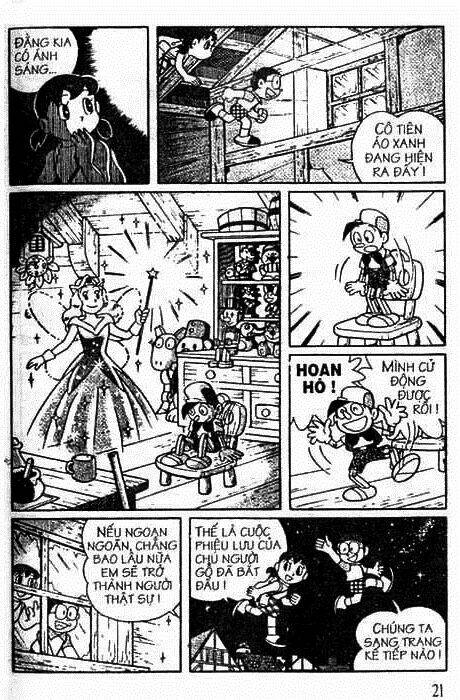 ĐẰNG KIA
CÓ ÁNH
SÁNG...
CÔ TIÊN
ÁO XANH
ĐANG HIỆN
RA ĐẤY !
HOAN
HÔ !
MÌNH CỬ
ĐỘNG
ĐƯỢC
RỒI !
NẾU NGOAN
NGOÃN, CHẲNG
BAO LÂU NỮA
EM SẼ TRỞ
THÀNH NGƯỜI
THẬT SỰ !
THẾ LÀ CUỘC
PHIÊU LƯU CỦA
CHÚ NGƯỜI
GỖ ĐÃ BẮT
ĐẦU !
CHÚNG TA
SANG TRANG
KẾ TIẾP NÀO !
21